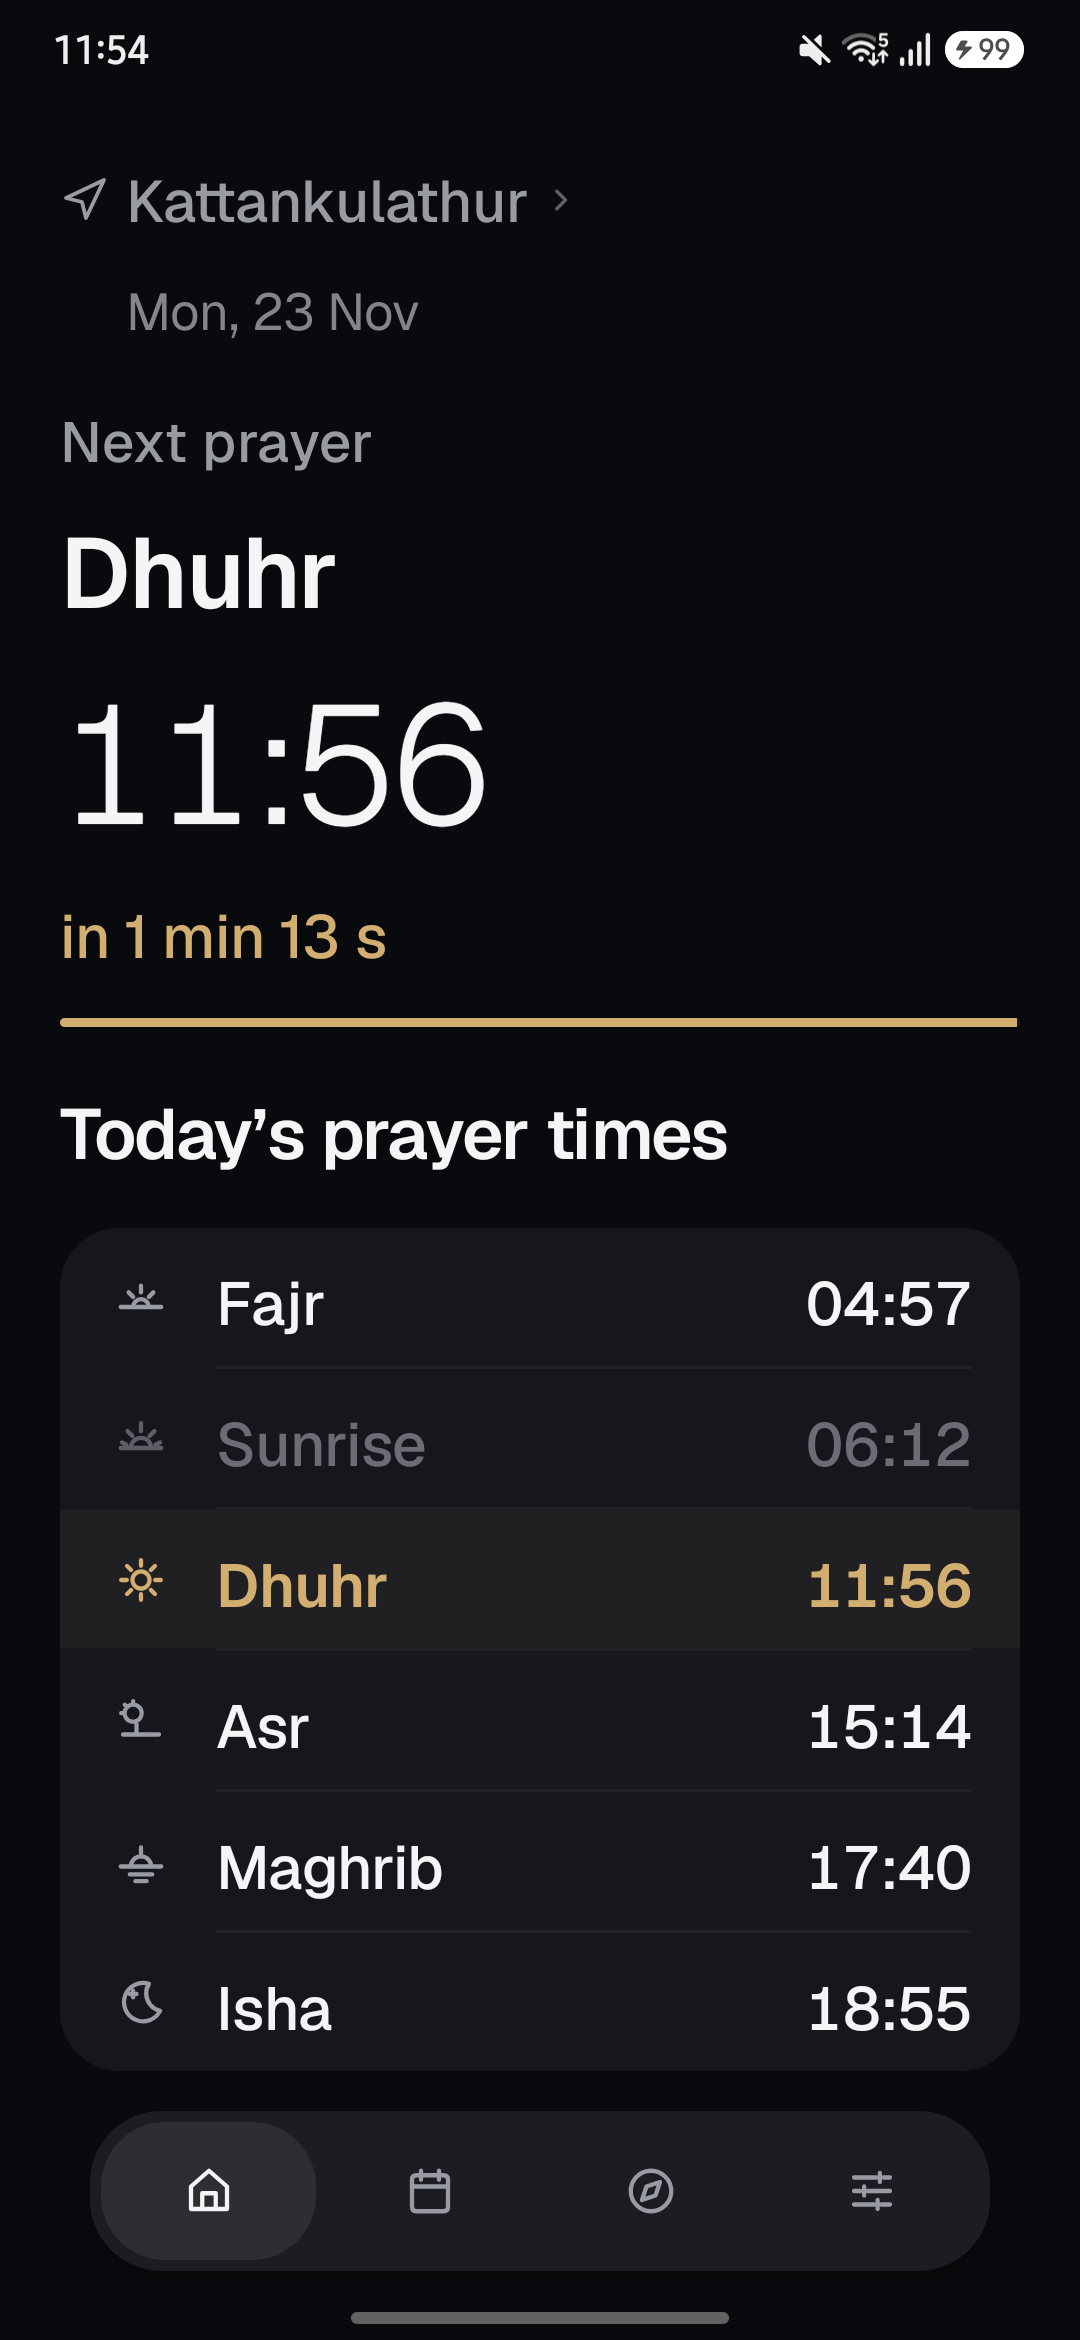 11:54
5
99
Kattankulathur
Mon, 23 Nov
Next prayer
Dhuhr
11:56
in 1 min 13 s
Today’s prayer times
Fajr 04:57
Sunrise 06:12
Dhuhr 11:56
Asr 15:14
Maghrib 17:40
Isha 18:55